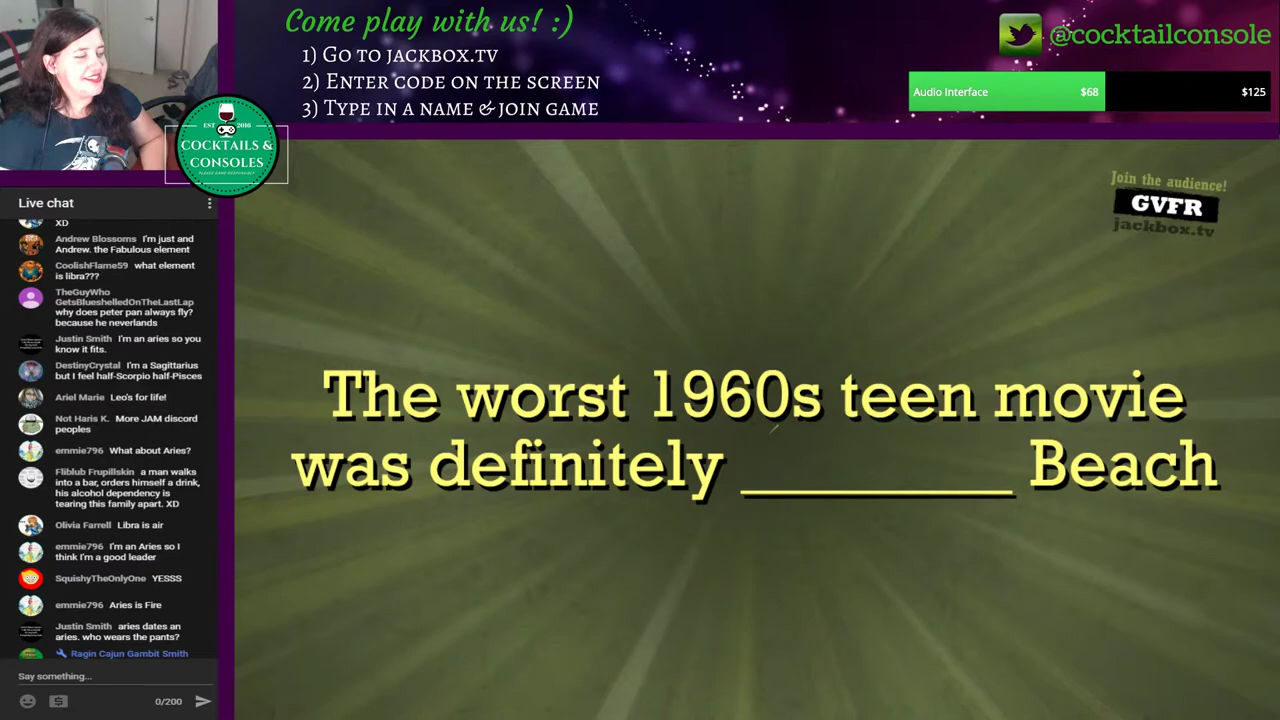 Come play with us! :)
1) Go to jackbox.tv
2) Enter code on the screen
3) Type in a name & join game
@cocktailconsole
Audio Interface $68 $125
EST 2016
COCKTAILS &
CONSOLES
PLEASE GAME RESPONSIBLY
Live chat
XD
Andrew Blossoms I'm just and
Andrew. the Fabulous element
CoolishFlame59 what element
is libra???
TheGuyWho
GetsBlueshelledOnTheLastLap
why does peter pan always fly?
because he neverlands
Justin Smith I'm an aries so you
know it fits.
DestinyCrystal I'm a Sagittarius
but I feel half-Scorpio half-Pisces
Ariel Marie Leo's for life!
Not Haris K. More JAM discord
peoples
emmie796 What about Aries?
Fliblub Frupillskin a man walks
into a bar, orders himself a drink,
his alcohol dependency is
tearing this family apart. XD
Olivia Farrell Libra is air
emmie796 I'm an Aries so I
think I'm a good leader
SquishyTheOnlyOne YESSS
emmie796 Aries is Fire
Justin Smith aries dates an
aries. who wears the pants?
Ragin Cajun Gambit Smith
Say something...
0/200
Join the audience!
GVFR
jackbox.tv
The worst 1960s teen movie
was definitely _________ Beach